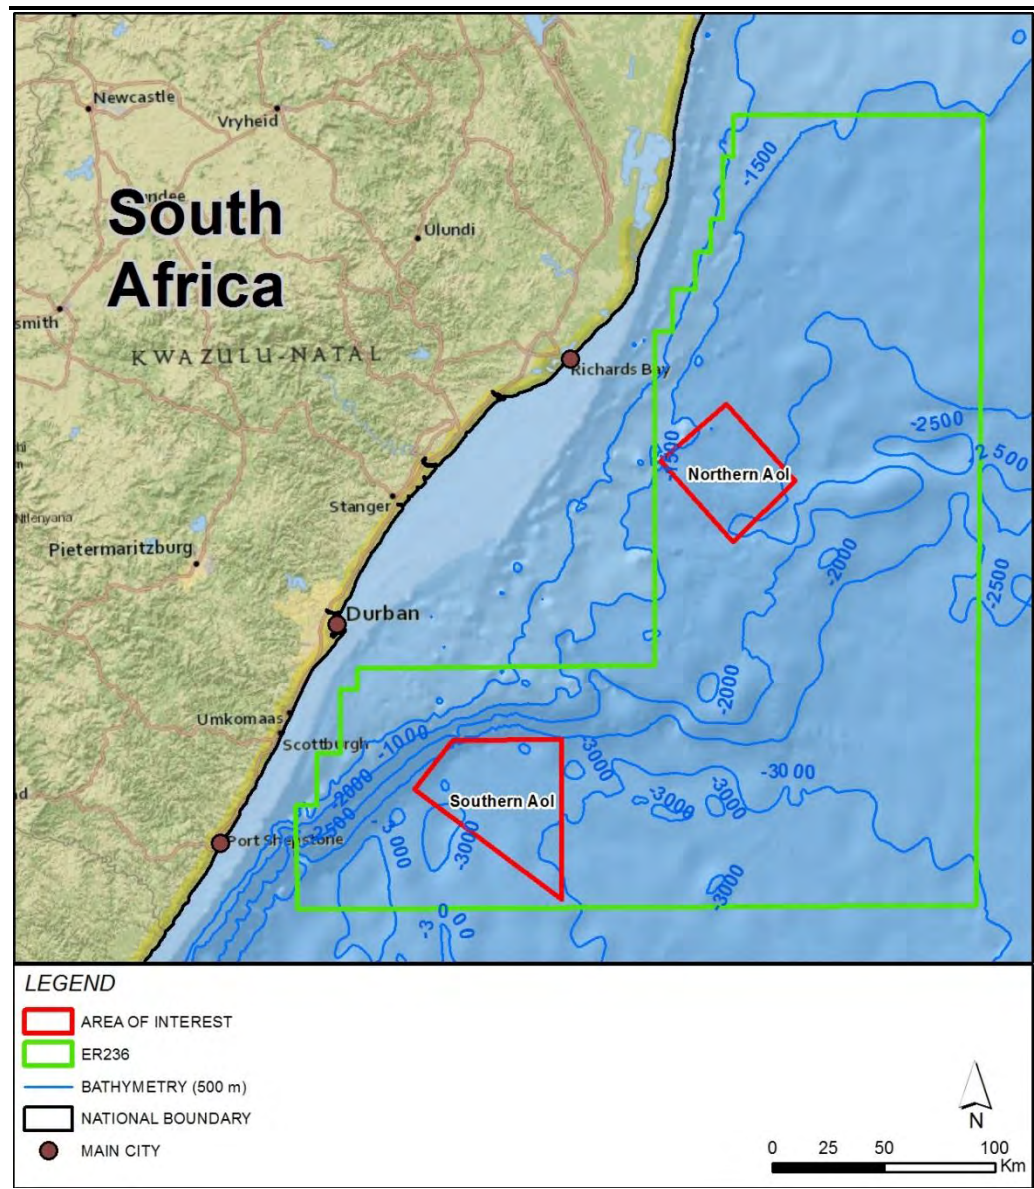 Newcastle
Vryheid
South
Africa
Ulundi
smith
KWAZULU-NATAL
Richards Bay
-1500
-2500
-2500
-1500
Northern AoI
Stanger
Pietermaritzburg
-2000
-2500
Durban
-2000
Umkomaas
Scottburgh
-1000
-3000
-3000
-2000
Southern AoI
-3000
-3000
-2500
-3000
-3000
Port Shepstone
-3000
-3000
LEGEND
AREA OF INTEREST
ER236
BATHYMETRY (500 m)
NATIONAL BOUNDARY
MAIN CITY
N
0 25 50 100
Km